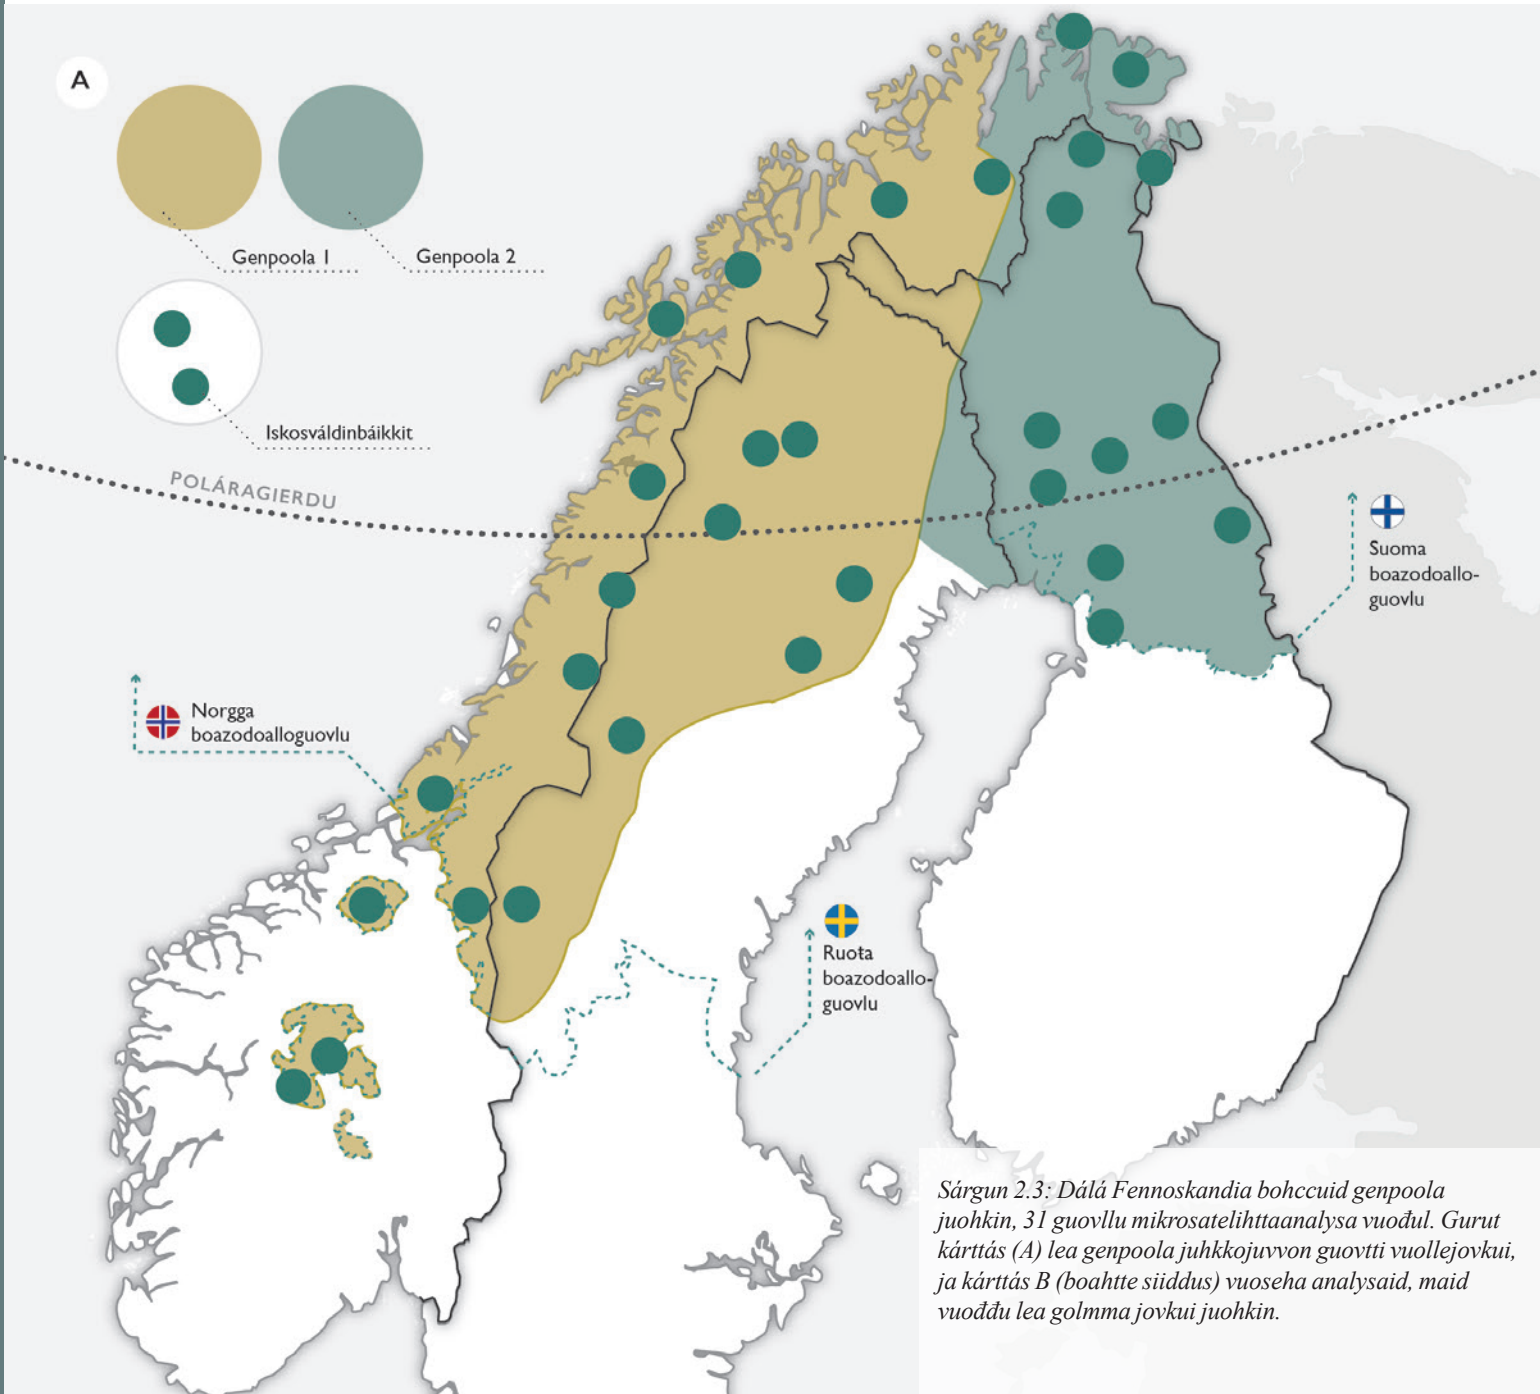 A
Genpoola 1
Genpoola 2
Iskosváldinbáikkit
POLÁRAGIERDU
Suoma
boazodoallo-
guovlu
Norgga
boazodoalloguovlu
Ruota
boazodoallo-
guovlu
Sárgun 2.3: Dálá Fennoskandia bohccuid genpoola
juohkin, 31 guovllu mikrosatelihttaanalysa vuođul. Gurut
kárttás (A) lea genpoola juhkkojuvvon guovtti vuollejovkui,
ja kárttás B (boahtte siiddus) vuoseha analysaid, maid
vuođđu lea golmma jovkui juohkin.